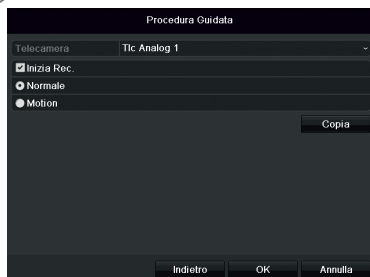 Procedura Guidata
Telecamera Tlc Analog 1
Inizia Rec.
Normale
Motion
Copia
Indietro OK Annulla